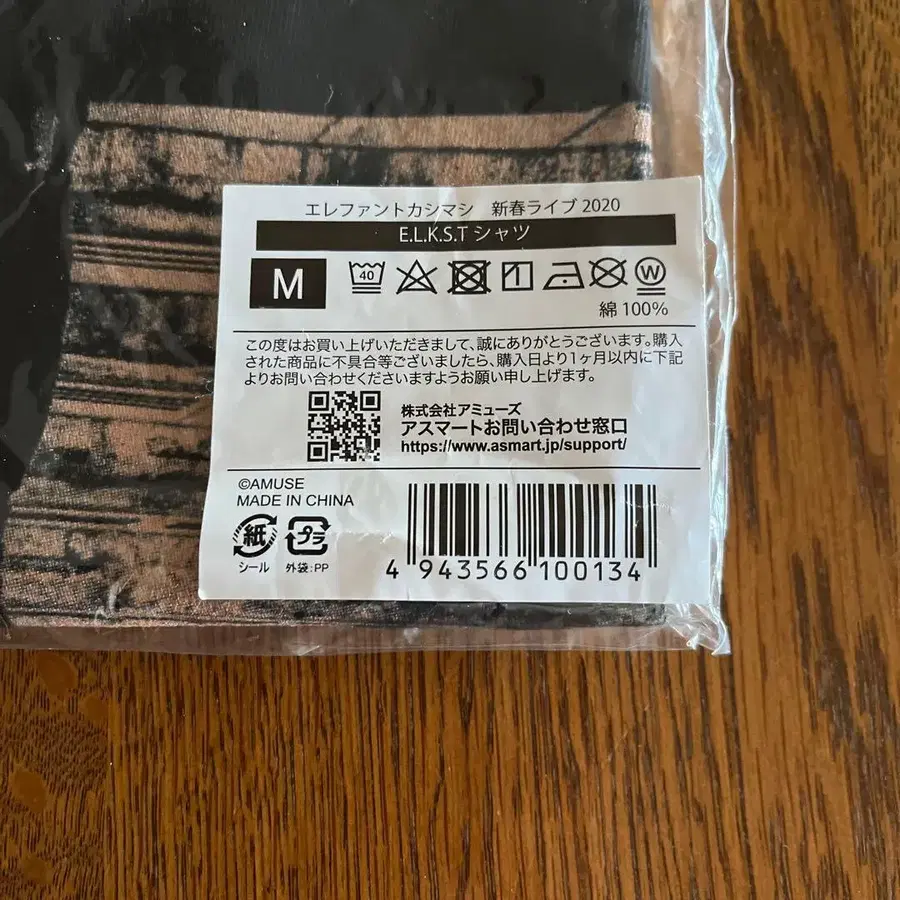 エレファントカシマシ 新春ライブ 2020
E.L.K.S.T シャツ
M
40
W
綿 100%
この度はお買い上げいただきまして、誠にありがとうございます。購入
された商品に不具合等ございましたら、購入日より1ヶ月以内に下記
よりお問い合わせくださいますようお願い申し上げます。
株式会社アミューズ
アスマートお問い合わせ窓口
https://www.asmart.jp/support/
©AMUSE
MADE IN CHINA
紙 プラ
シール 外袋:PP
4 943566 100134